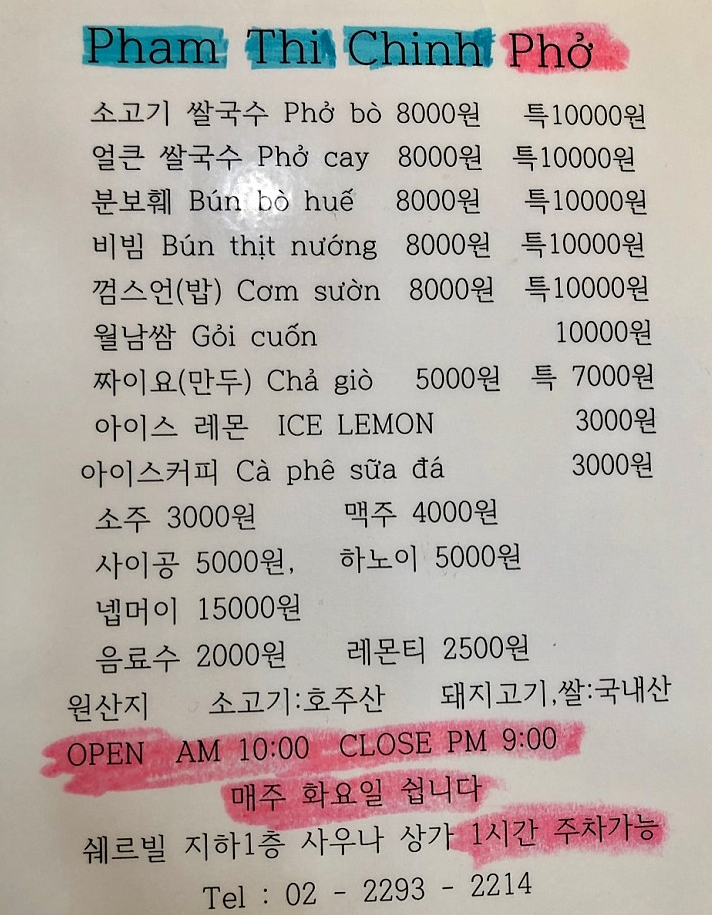 Pham Thi Chinh Phở
소고기 쌀국수 Phở bò 8000원 특10000원
얼큰 쌀국수 Phở cay 8000원 특10000원
분보훼 Bún bò huế 8000원 특10000원
비빔 Bún thịt nướng 8000원 특10000원
껌스언(밥) Cơm sườn 8000원 특10000원
월남쌈 Gỏi cuốn 10000원
짜이요(만두) Chả giò 5000원 특 7000원
아이스 레몬 ICE LEMON 3000원
아이스커피 Cà phê sữa đá 3000원
소주 3000원 맥주 4000원
사이공 5000원, 하노이 5000원
넵머이 15000원
음료수 2000원 레몬티 2500원
원산지 소고기:호주산 돼지고기,쌀:국내산
OPEN AM 10:00 CLOSE PM 9:00
매주 화요일 쉽니다
쉐르빌 지하1층 사우나 상가 1시간 주차가능
Tel : 02 - 2293 - 2214